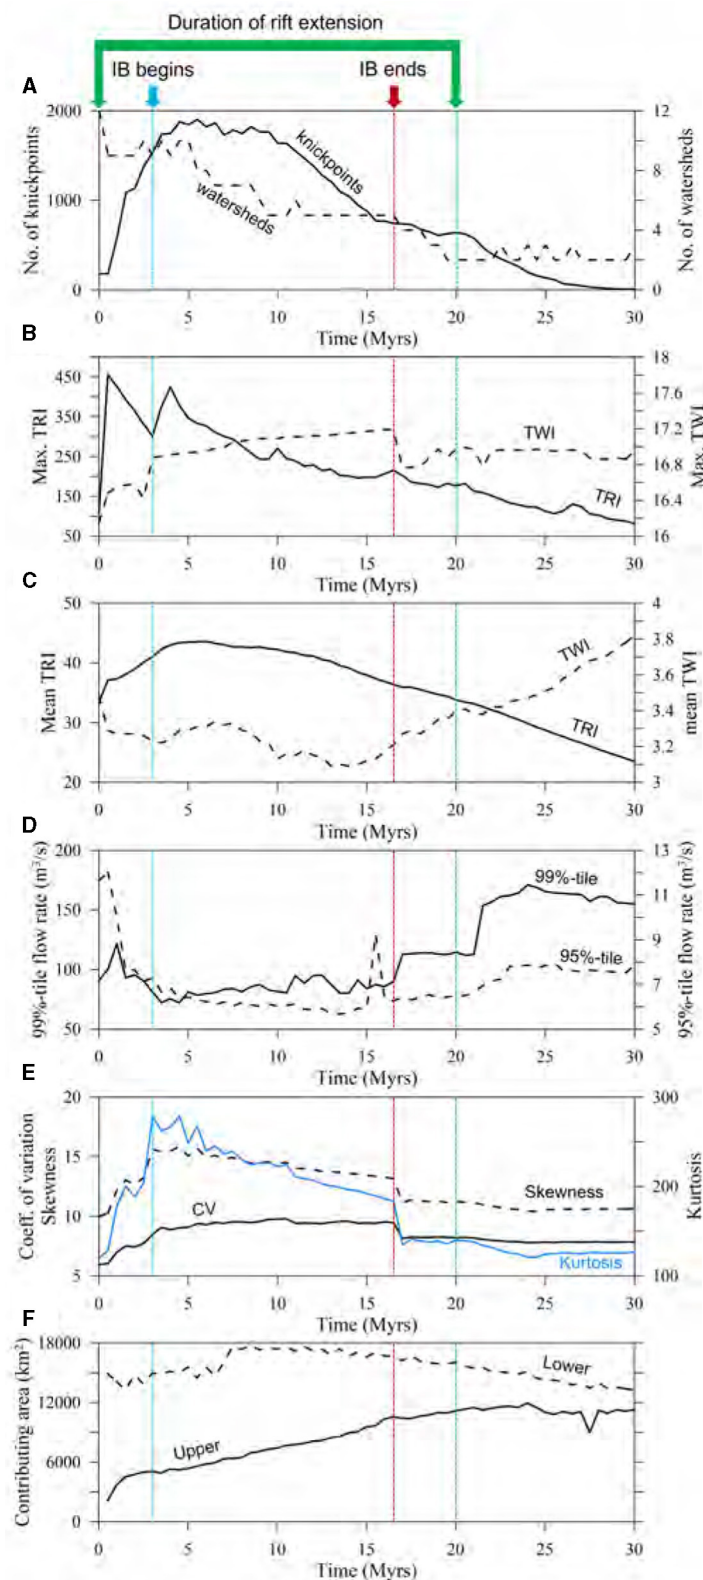 Duration of rift extension
IB begins
IB ends
A
2000
1000
0
No. of knickpoints
knickpoints
watersheds
12
8
4
0
No. of watersheds
0 5 10 15 20 25 30
Time (Myrs)
B
450
350
250
150
50
Max. TRI
TWI
TRI
18
17.6
17.2
16.8
16.4
16
Max. TWI
0 5 10 15 20 25 30
Time (Myrs)
C
50
40
30
20
Mean TRI
TWI
TRI
4
3.8
3.6
3.4
3.2
3
mean TWI
0 5 10 15 20 25 30
Time (Myrs)
D
200
150
100
50
99%-tile flow rate (m³/s)
99%-tile
95%-tile
13
11
9
7
5
95%-tile flow rate (m³/s)
0 5 10 15 20 25 30
Time (Myrs)
E
20
15
10
5
Coeff. of variation
Skewness
CV
Skewness
Kurtosis
300
200
100
Kurtosis
0 5 10 15 20 25 30
Time (Myrs)
F
18000
12000
6000
0
Contributing area (km²)
Lower
Upper
0 5 10 15 20 25 30
Time (Myrs)